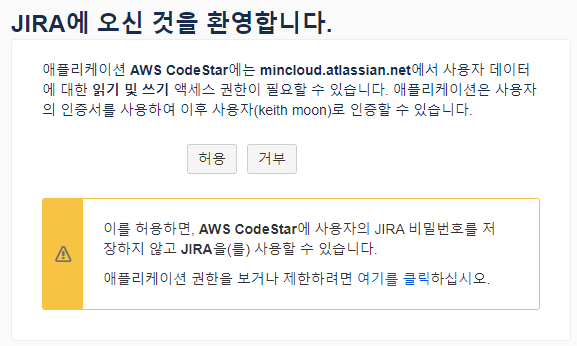 JIRA에 오신 것을 환영합니다.
애플리케이션 AWS CodeStar에는 mincloud.atlassian.net에서 사용자 데이터
에 대한 읽기 및 쓰기 액세스 권한이 필요할 수 있습니다. 애플리케이션은 사용자
의 인증서를 사용하여 이후 사용자(keith moon)로 인증할 수 있습니다.
허용 거부
이를 허용하면, AWS CodeStar에 사용자의 JIRA 비밀번호를 저
장하지 않고 JIRA을(를) 사용할 수 있습니다.
애플리케이션 권한을 보거나 제한하려면 여기를 클릭하십시오.